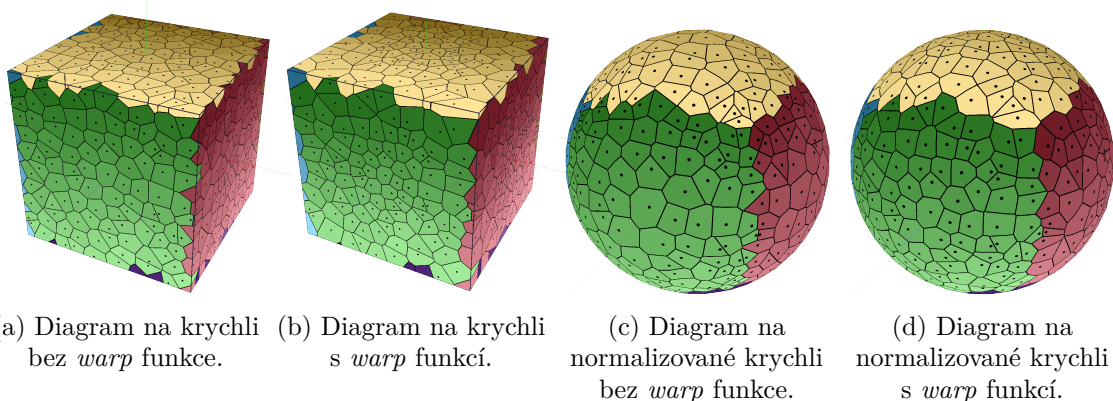 a) Diagram na krychli
bez warp funkce.
(b) Diagram na krychli
s warp funkcí.
(c) Diagram na
normalizované krychli
bez warp funkce.
(d) Diagram na
normalizované krychli
s warp funkcí.